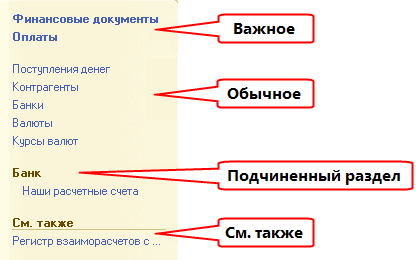 Финансовые документы
Оплаты
Важное
Поступления денег
Контрагенты
Банки
Валюты
Курсы валют
Обычное
Банк
Наши расчетные счета
Подчиненный раздел
См. также
Регистр взаиморасчетов с ...
См. также